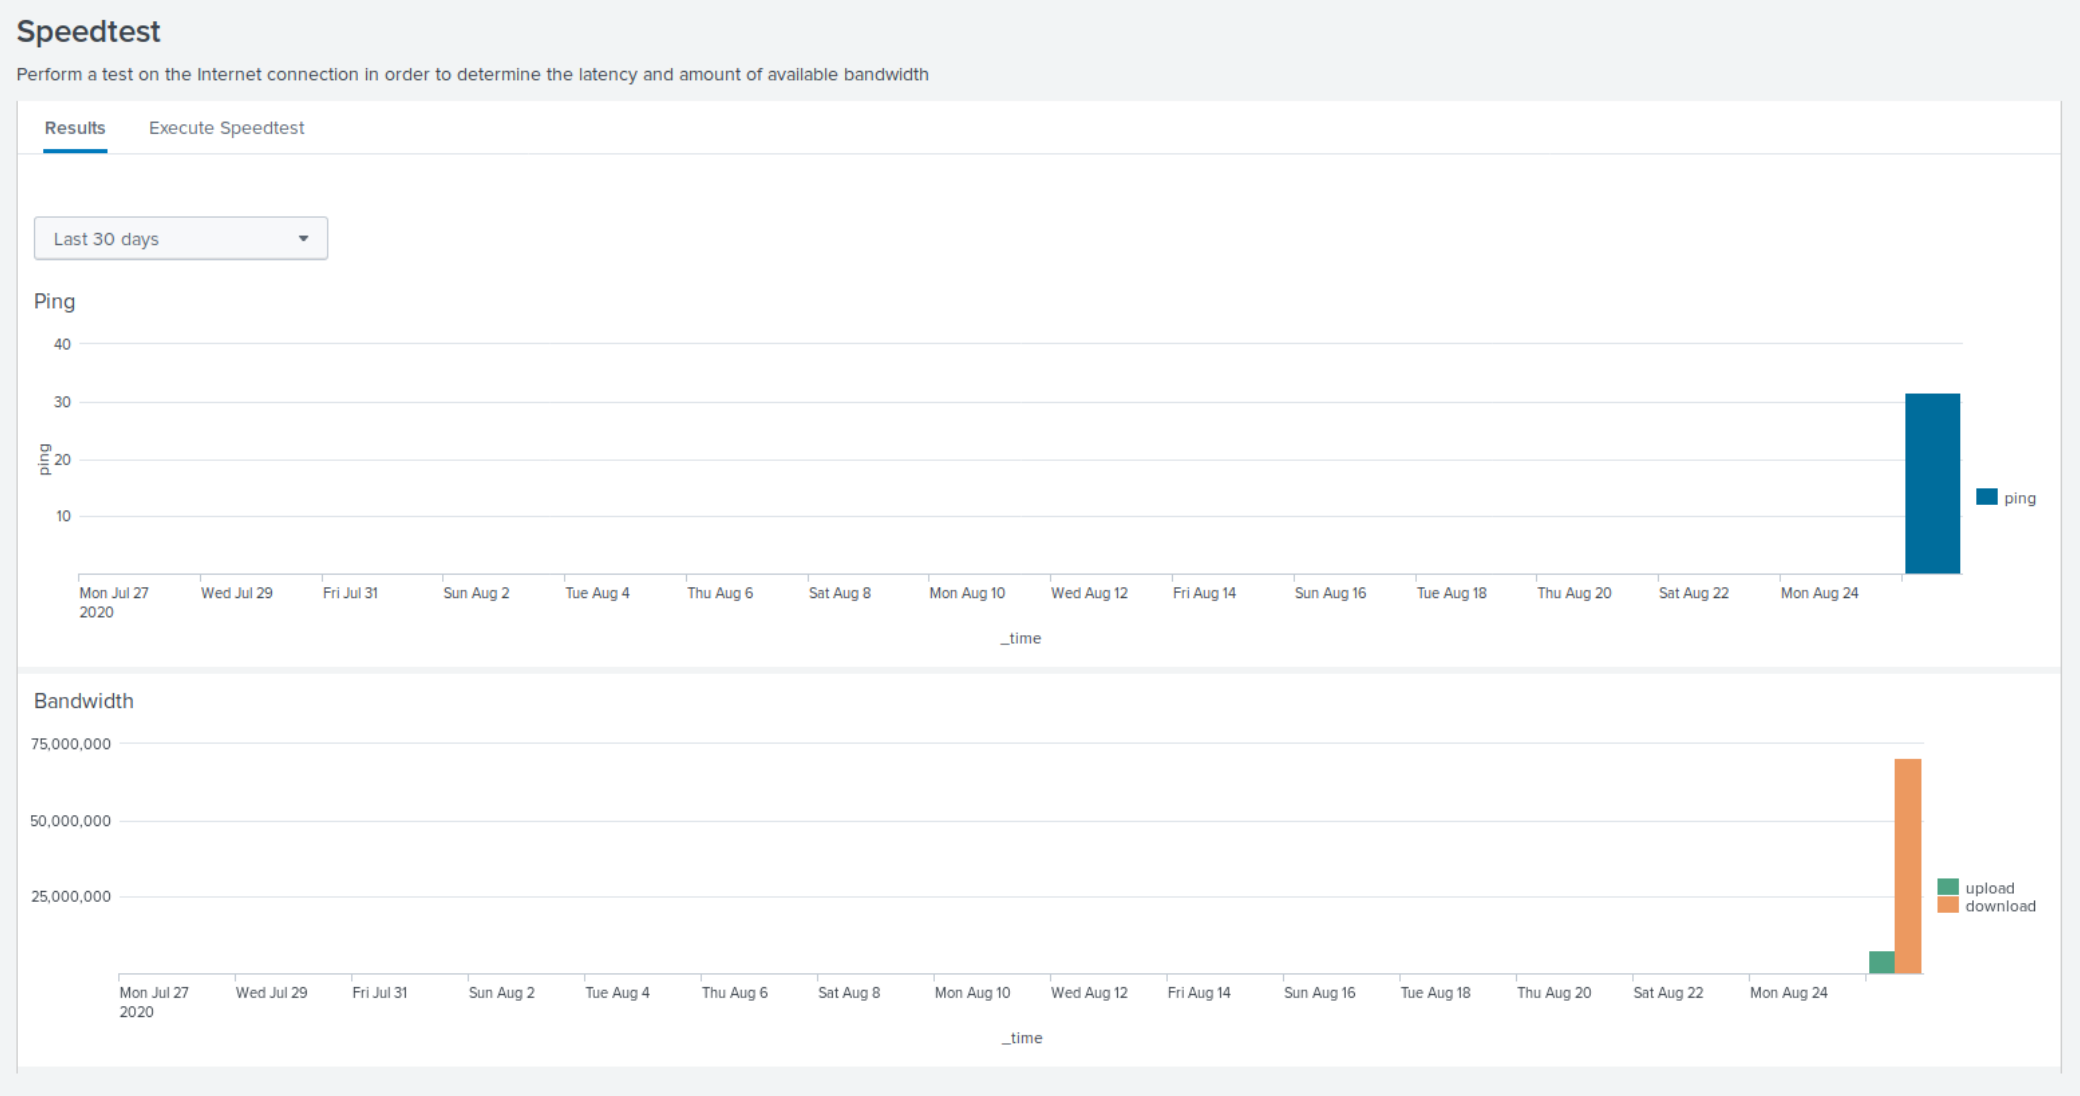 Speedtest
Perform a test on the Internet connection in order to determine the latency and amount of available bandwidth
Results Execute Speedtest
Last 30 days
Ping
40
30
20
10
ping
Mon Jul 27 Wed Jul 29 Fri Jul 31 Sun Aug 2 Tue Aug 4 Thu Aug 6 Sat Aug 8 Mon Aug 10 Wed Aug 12 Fri Aug 14 Sun Aug 16 Tue Aug 18 Thu Aug 20 Sat Aug 22 Mon Aug 24
2020
_time
ping
Bandwidth
75,000,000
50,000,000
25,000,000
Mon Jul 27 Wed Jul 29 Fri Jul 31 Sun Aug 2 Tue Aug 4 Thu Aug 6 Sat Aug 8 Mon Aug 10 Wed Aug 12 Fri Aug 14 Sun Aug 16 Tue Aug 18 Thu Aug 20 Sat Aug 22 Mon Aug 24
2020
_time
upload
download